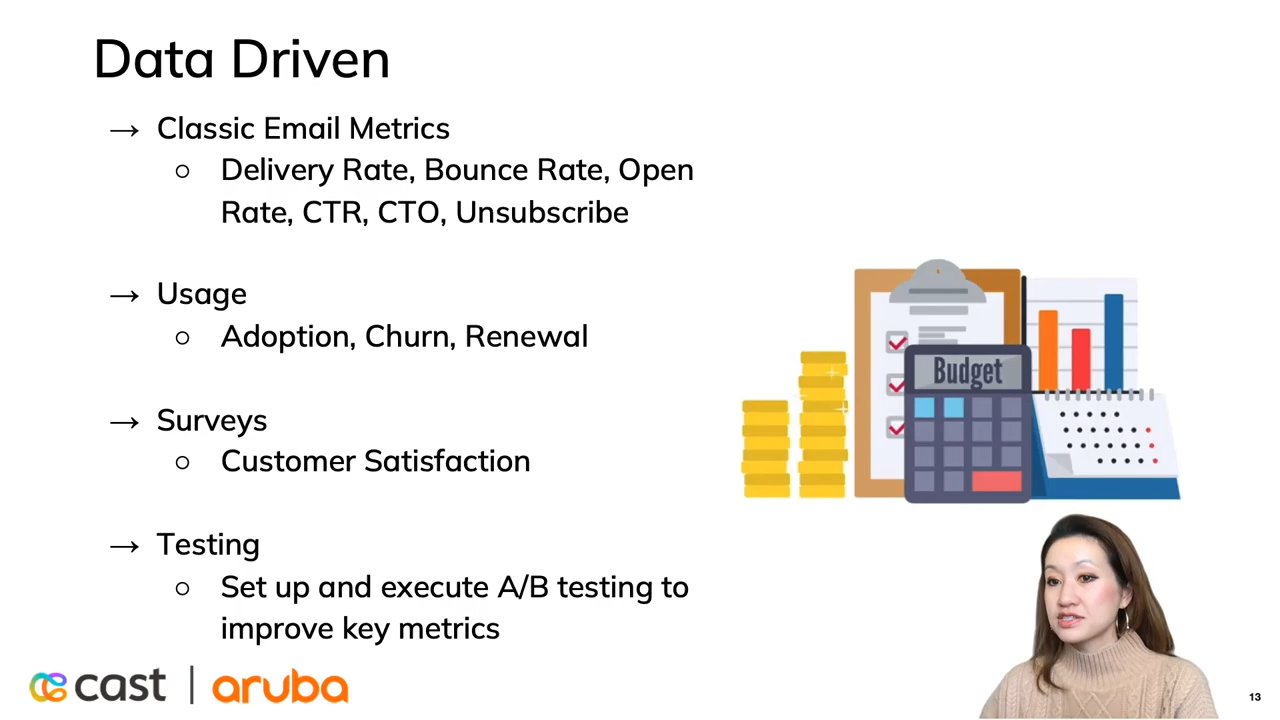 Data Driven
→ Classic Email Metrics
○ Delivery Rate, Bounce Rate, Open
Rate, CTR, CTO, Unsubscribe
→ Usage
○ Adoption, Churn, Renewal
Budget
→ Surveys
○ Customer Satisfaction
→ Testing
○ Set up and execute A/B testing to
improve key metrics
cast | aruba
13